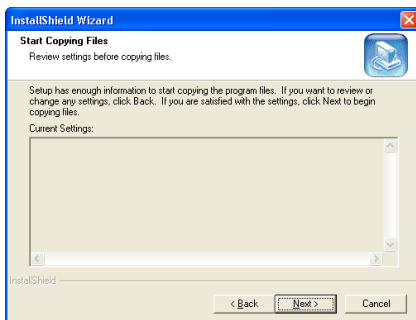 InstallShield Wizard
Start Copying Files
Review settings before copying files.
Setup has enough information to start copying the program files. If you want to review or
change any settings, click Back. If you are satisfied with the settings, click Next to begin
copying files.
Current Settings:
InstallShield
< Back
Next >
Cancel